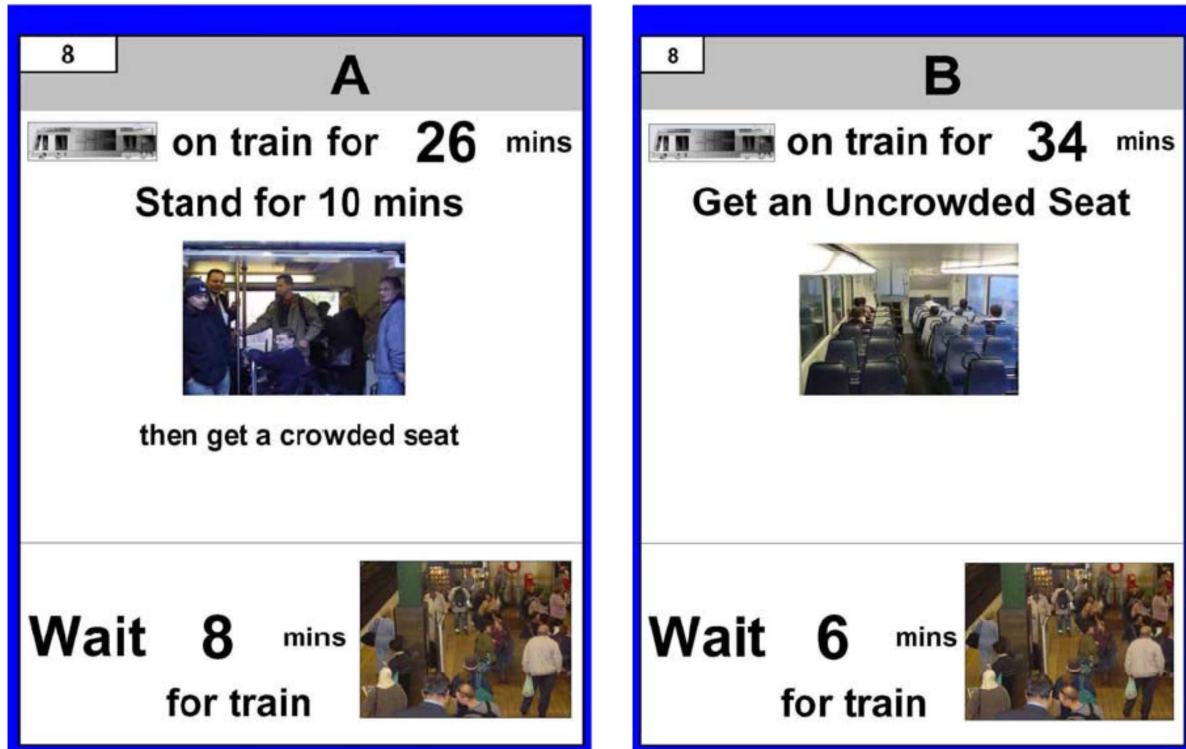 8
A
on train for 26 mins
Stand for 10 mins
then get a crowded seat
Wait 8 mins
for train
8
B
on train for 34 mins
Get an Uncrowded Seat
Wait 6 mins
for train